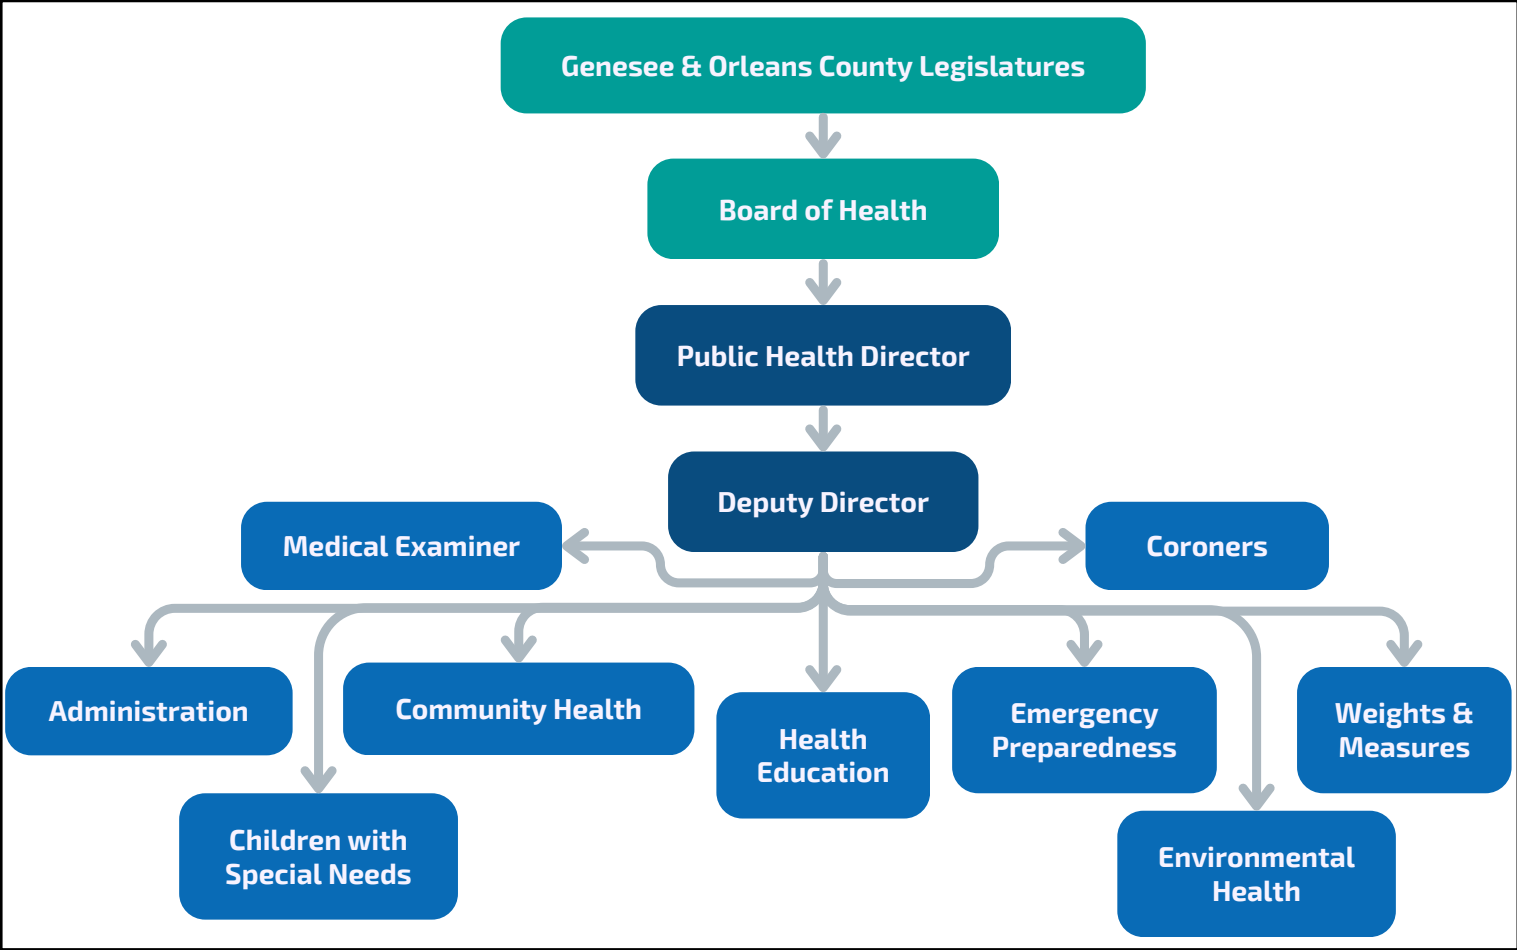 Genesee & Orleans County Legislatures
Board of Health
Public Health Director
Deputy Director
Medical Examiner
Coroners
Administration
Community Health
Health
Education
Emergency
Preparedness
Weights &
Measures
Children with
Special Needs
Environmental
Health